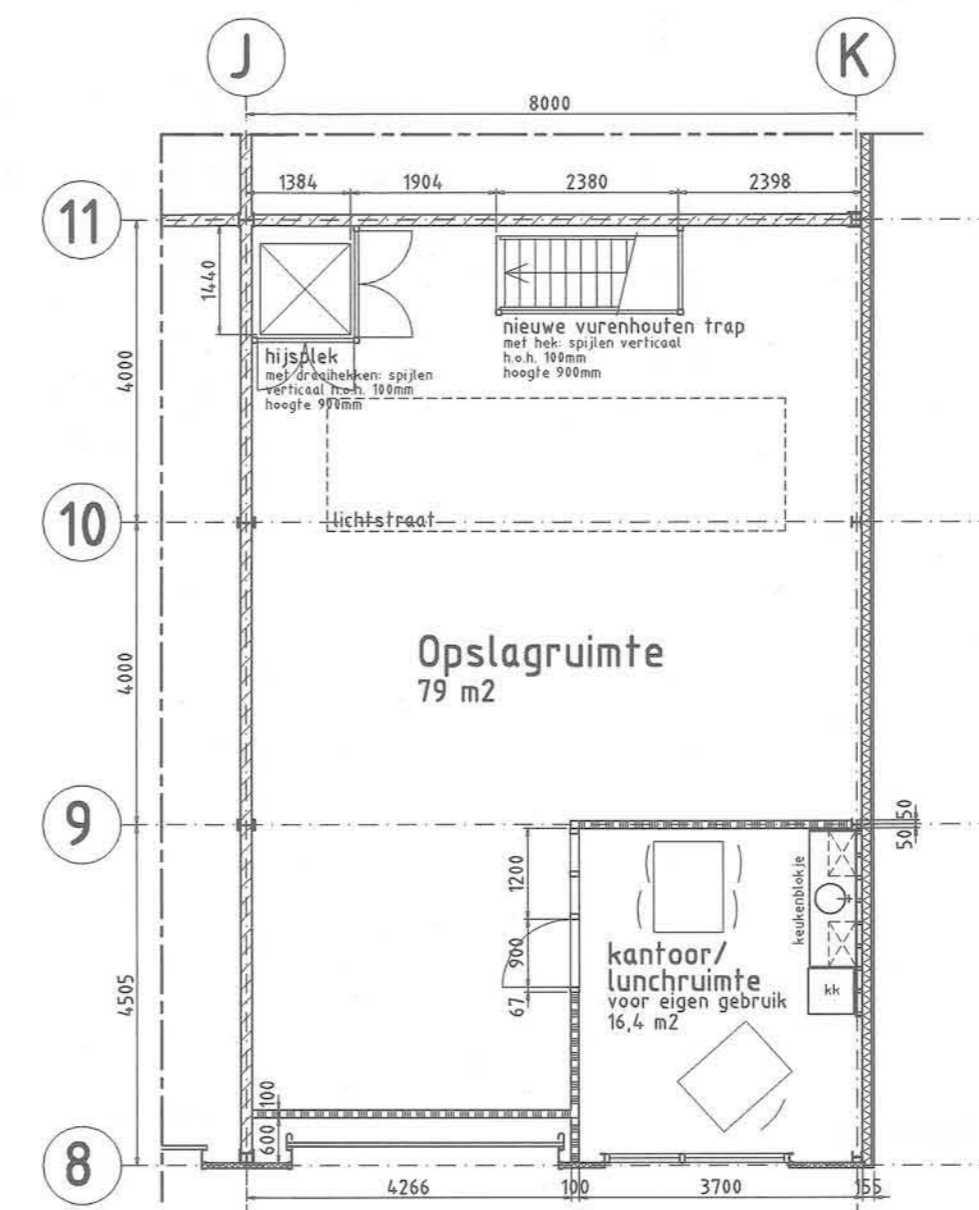 J
K
8000
1384
1904
2380
2398
11
1440
nieuwe vurenhouten trap
met hek: spijlen verticaal
h.o.h. 100mm
hoogte 900mm
hijsplek
met draaihekken: spijlen
verticaal h.o.h. 100mm
hoogte 900mm
4000
lichtstraat
10
Opslagruimte
79 m2
4000
9
50
50
1200
keukenblokje
kantoor/
lunchruimte
voor eigen gebruik
16,4 m2
900
kk
67
4505
100
600
8
4266
100
3700
155